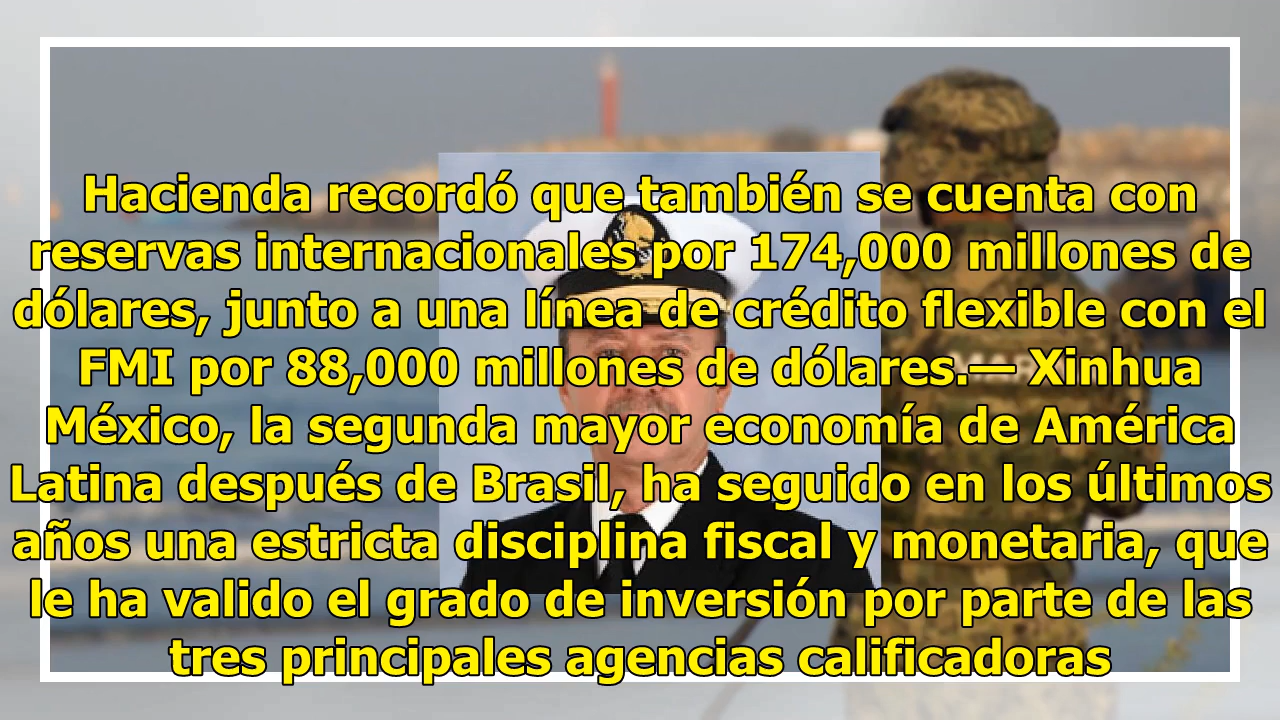 Hacienda recordó que también se cuenta con
reservas internacionales por 174,000 millones de
dólares, junto a una línea de crédito flexible con el
FMI por 88,000 millones de dólares.— Xinhua
México, la segunda mayor economía de América
Latina después de Brasil, ha seguido en los últimos
años una estricta disciplina fiscal y monetaria, que
le ha valido el grado de inversión por parte de las
tres principales agencias calificadoras